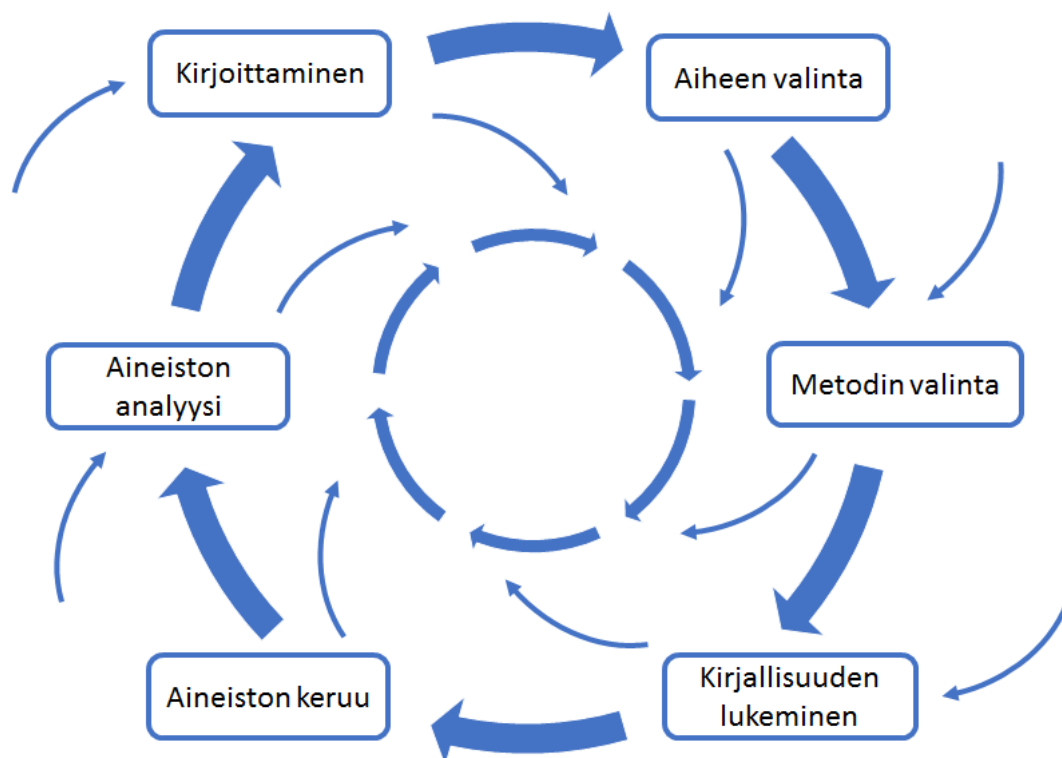 Kirjoittaminen
Aiheen valinta
Aineiston
analyysi
Metodin valinta
Aineiston keruu
Kirjallisuuden
lukeminen